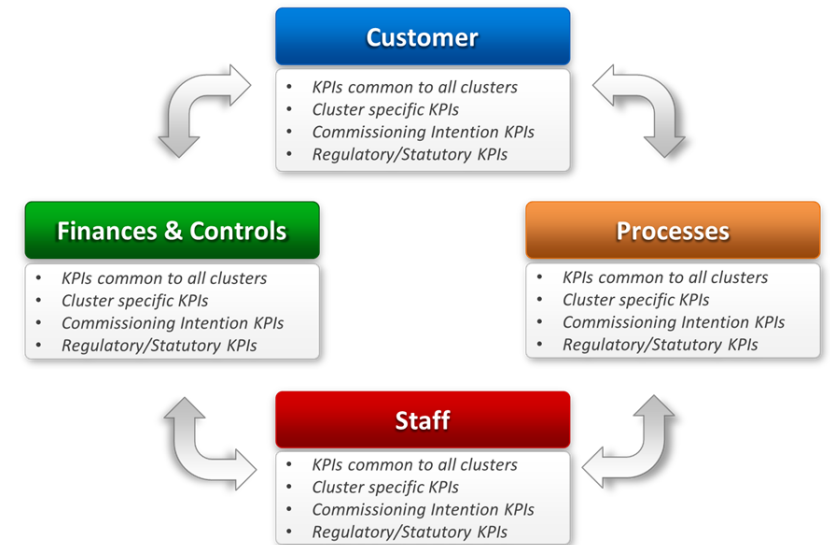 Customer
• KPIs common to all clusters
• Cluster specific KPIs
• Commissioning Intention KPIs
• Regulatory/Statutory KPIs
Finances & Controls
• KPIs common to all clusters
• Cluster specific KPIs
• Commissioning Intention KPIs
• Regulatory/Statutory KPIs
Processes
• KPIs common to all clusters
• Cluster specific KPIs
• Commissioning Intention KPIs
• Regulatory/Statutory KPIs
Staff
• KPIs common to all clusters
• Cluster specific KPIs
• Commissioning Intention KPIs
• Regulatory/Statutory KPIs